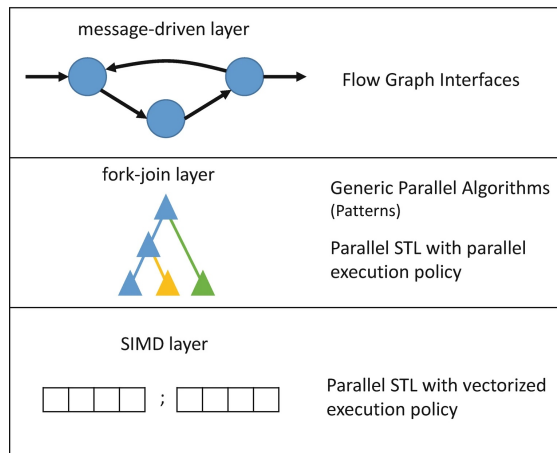 message-driven layer
Flow Graph Interfaces
fork-join layer
Generic Parallel Algorithms
(Patterns)
Parallel STL with parallel
execution policy
SIMD layer
;
Parallel STL with vectorized
execution policy